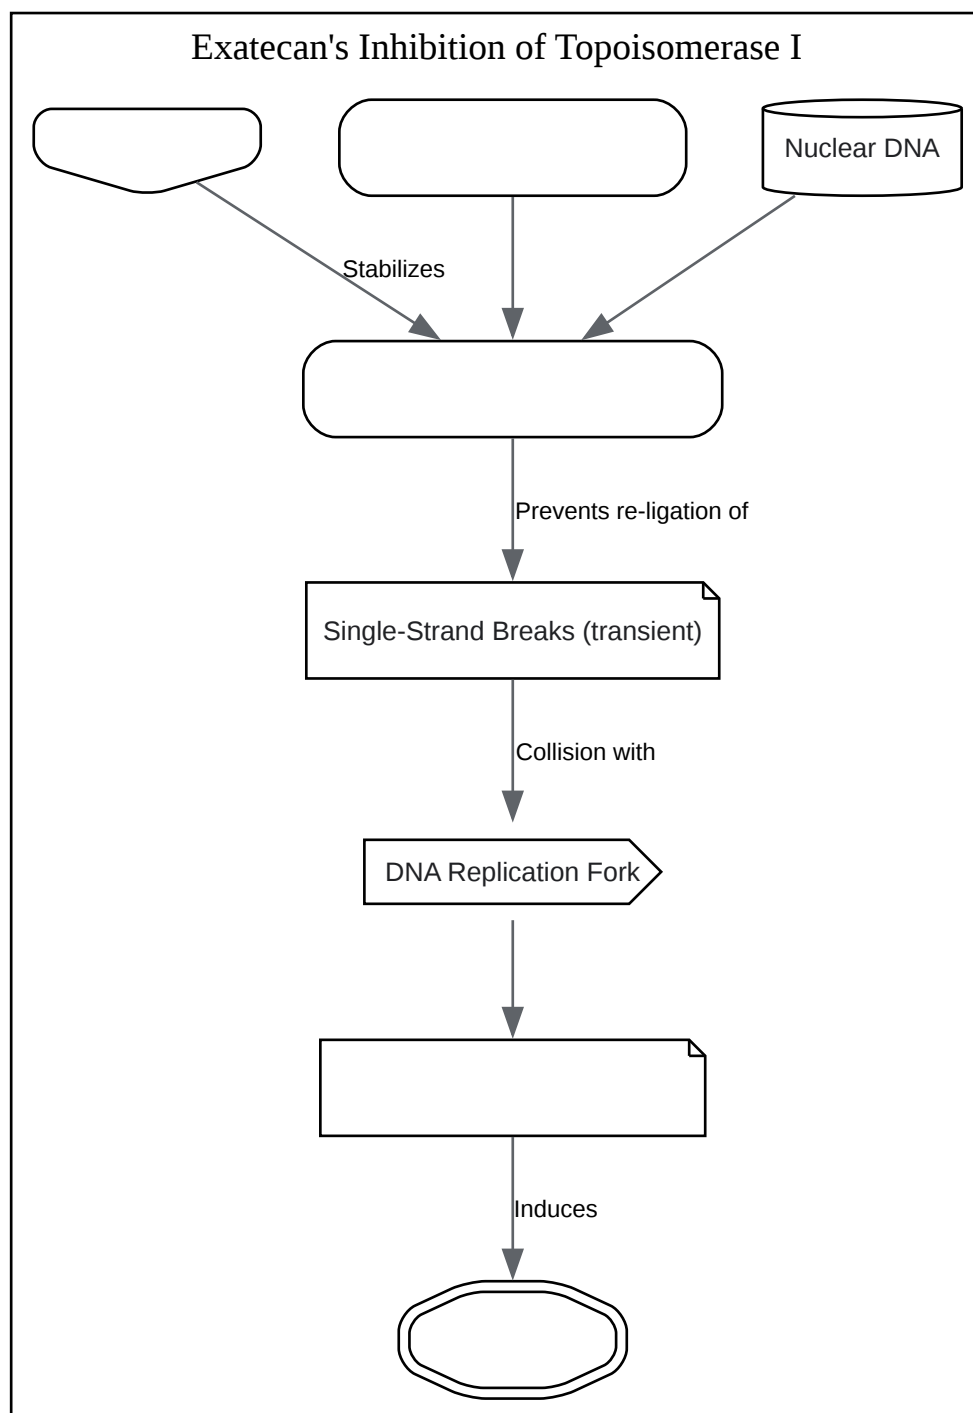 Exatecan's Inhibition of Topoisomerase I
Nuclear DNA
Stabilizes
Prevents re-ligation of
Single-Strand Breaks (transient)
Collision with
DNA Replication Fork
Induces